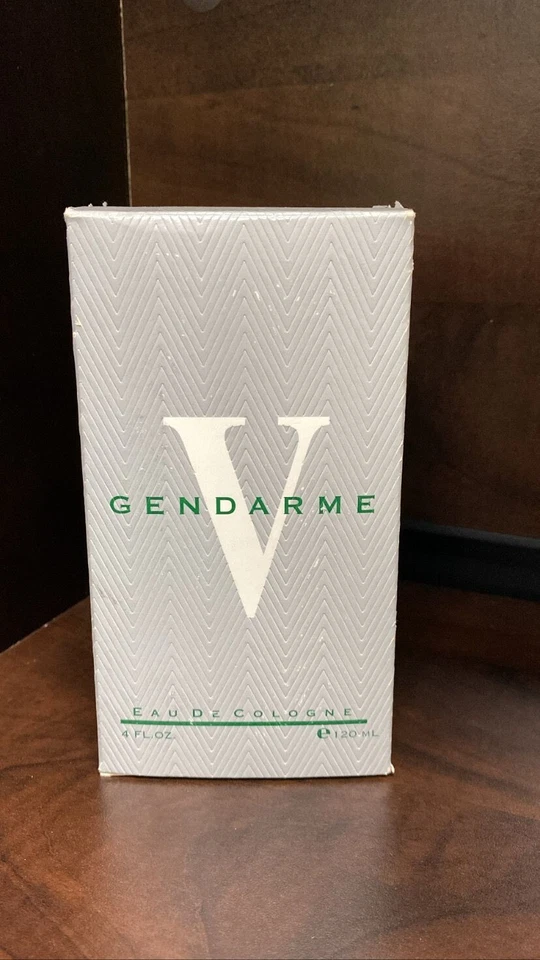 V
GENDARME
EAU DE COLOGNE
4 FL.OZ. e 120 ML